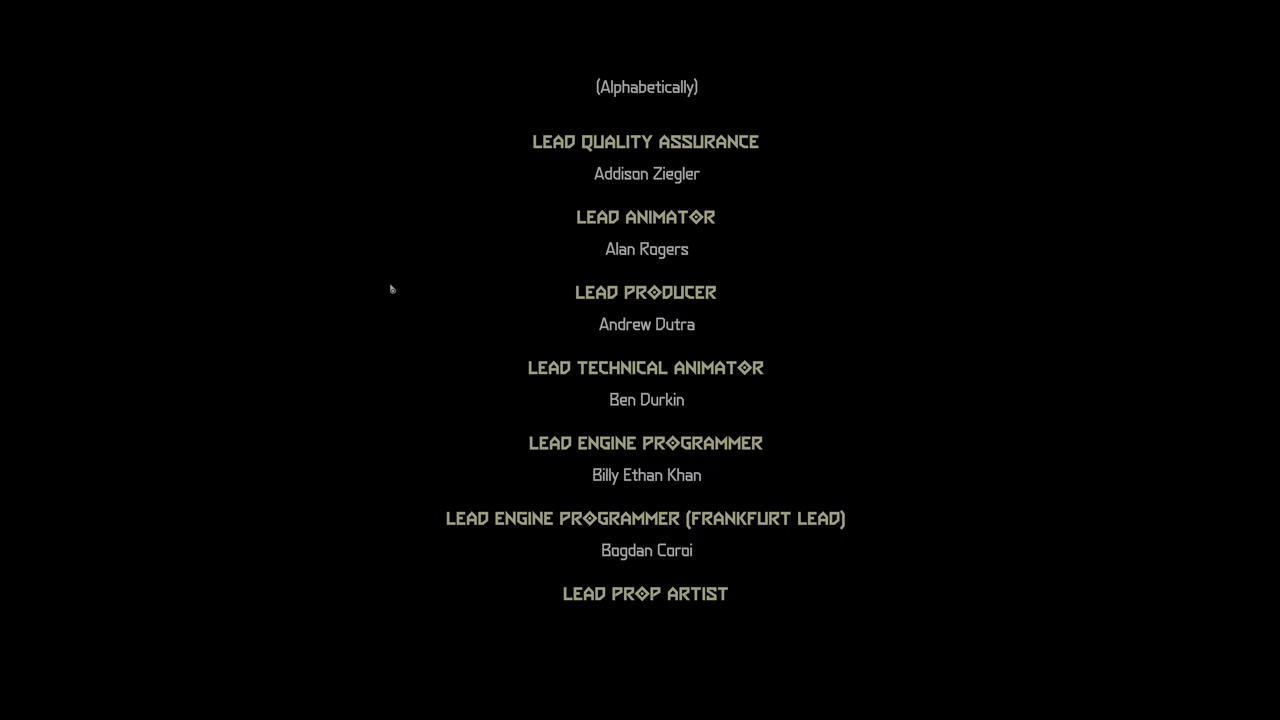 (Alphabetically)
LEAD QUALITY ASSURANCE
Addison Ziegler
LEAD ANIMATOR
Alan Rogers
LEAD PRODUCER
Andrew Dutra
LEAD TECHNICAL ANIMATOR
Ben Durkin
LEAD ENGINE PROGRAMMER
Billy Ethan Khan
LEAD ENGINE PROGRAMMER (FRANKFURT LEAD)
Bogdan Coroi
LEAD PROP ARTIST